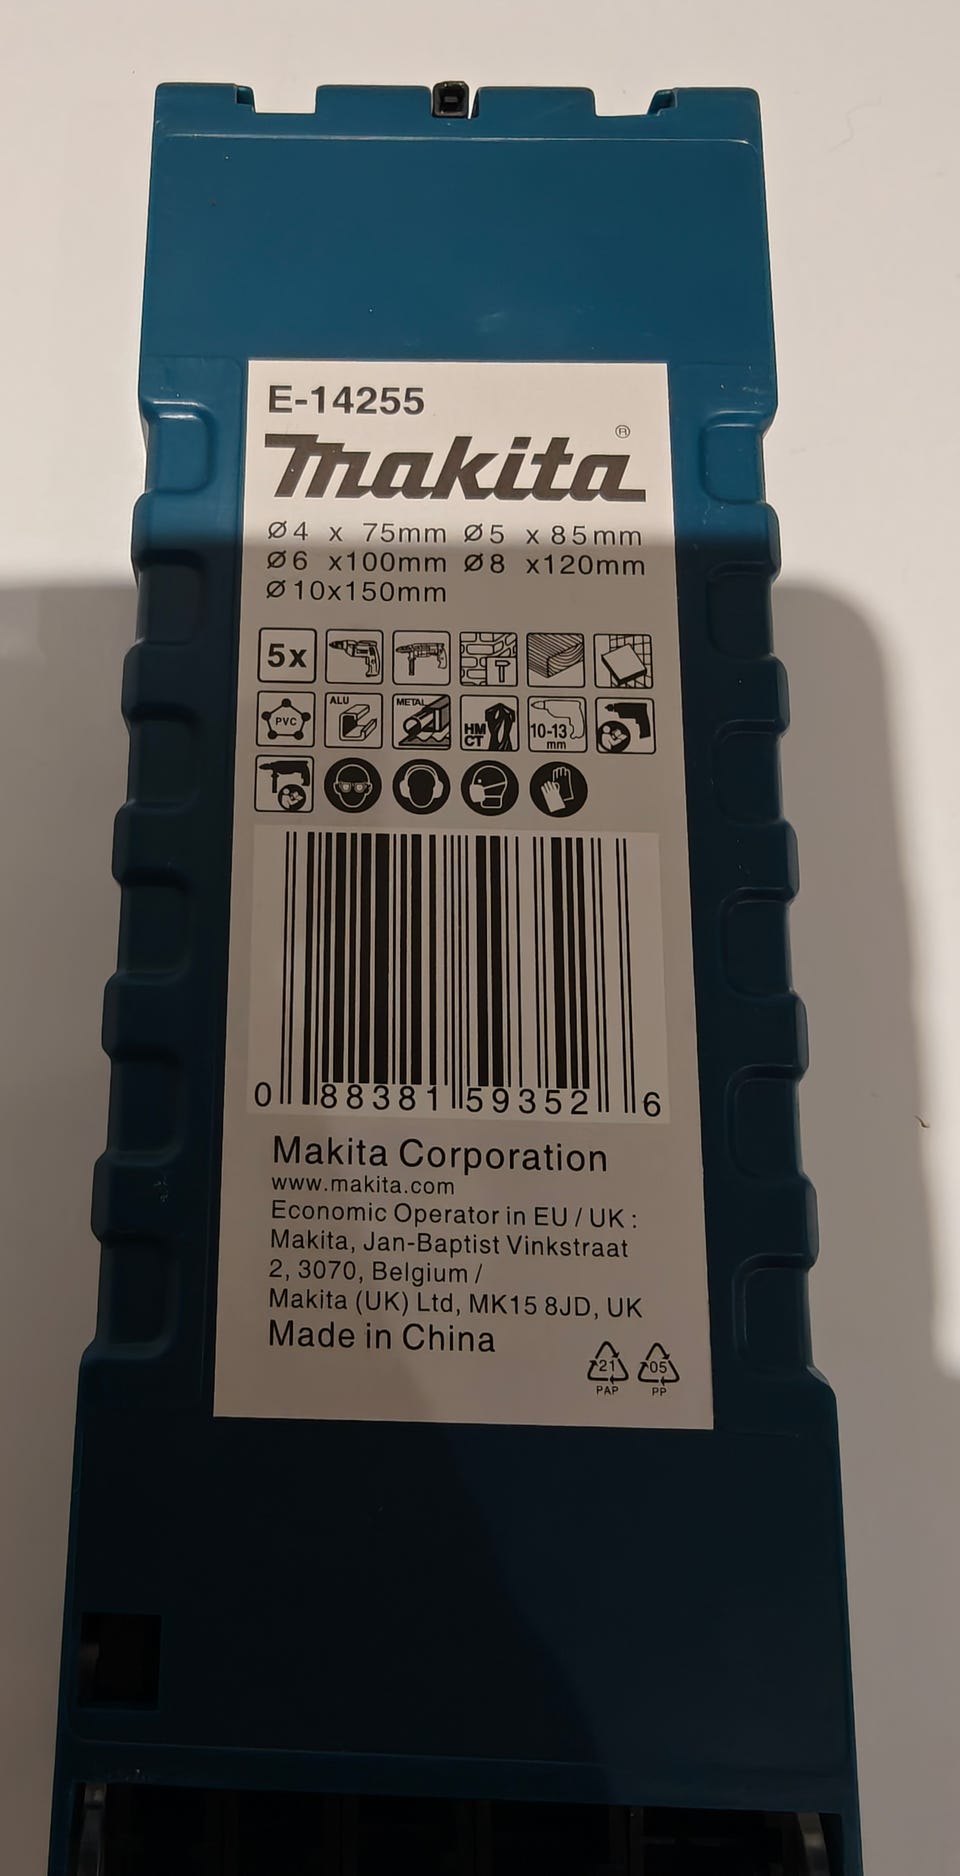 E-14255
makita®
Ø4 x 75mm Ø5 x 85mm
Ø6 x100mm Ø8 x120mm
Ø10x150mm
5x
PVC ALU METAL HM CT 10-13 mm
0 88381 59352 6
Makita Corporation
www.makita.com
Economic Operator in EU / UK :
Makita, Jan-Baptist Vinkstraat
2, 3070, Belgium /
Makita (UK) Ltd, MK15 8JD, UK
Made in China
21 05
PAP PP